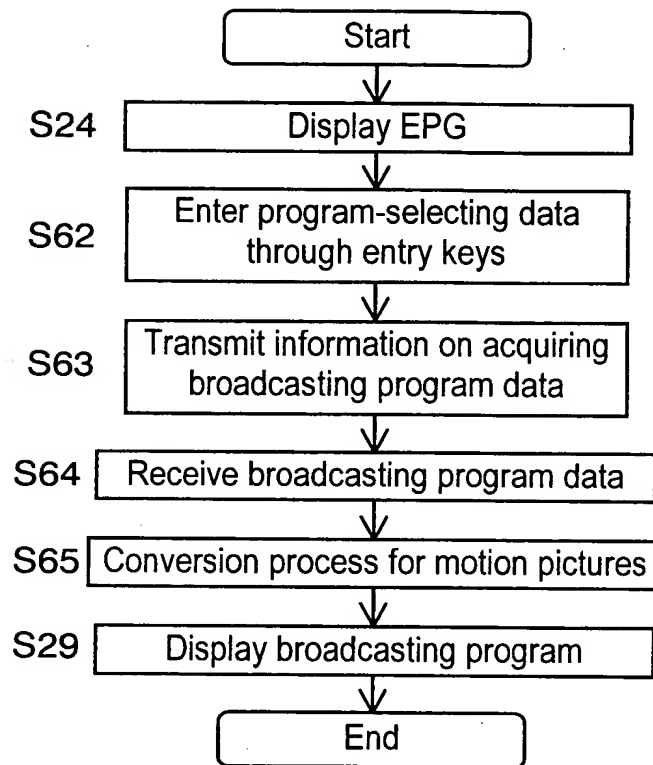 Start
S24 Display EPG
S62 Enter program-selecting data
through entry keys
S63 Transmit information on acquiring
broadcasting program data
S64 Receive broadcasting program data
S65 Conversion process for motion pictures
S29 Display broadcasting program
End